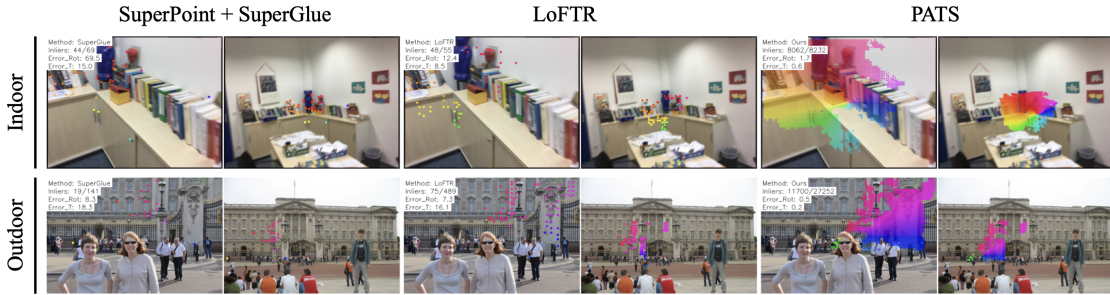 SuperPoint + SuperGlue
LoFTR
PATS
Indoor
Method: SuperGlue
Inliers: 44/69
Error_Rot: 69.5
Error_T: 15.0
Method: LoFTR
Inliers: 48/55
Error_Rot: 12.4
Error_T: 8.5
Method: Ours
Inliers: 8062/8232
Error_Rot: 1.7
Error_T: 0.6
Outdoor
Method: SuperGlue
Inliers: 19/141
Error_Rot: 8.3
Error_T: 18.3
Method: LoFTR
Inliers: 75/489
Error_Rot: 7.3
Error_T: 16.1
Method: Ours
Inliers: 11700/27252
Error_Rot: 0.5
Error_T: 0.2